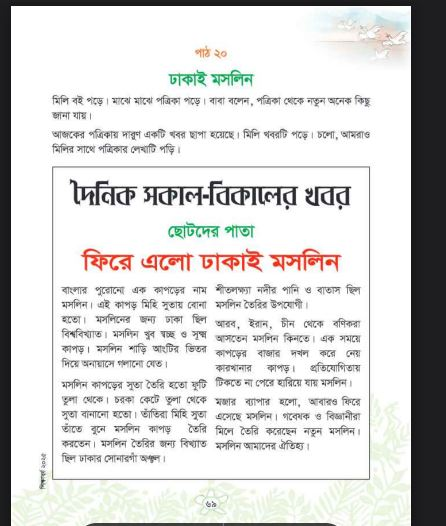 পাঠ ২০
ঢাকাই মসলিন
মিলি বই পড়ে। মাঝে মাঝে পত্রিকা পড়ে। বাবা বলেন, পত্রিকা থেকে নতুন অনেক কিছু
জানা যায়।
আজকের পত্রিকায় দারুণ একটি খবর ছাপা হয়েছে। মিলি খবরটি পড়ে। চলো, আমরাও
মিলির সাথে পত্রিকার লেখাটি পড়ি।
দৈনিক সকাল-বিকালের খবর
ছোটদের পাতা
ফিরে এলো ঢাকাই মসলিন
বাংলার পুরোনো এক কাপড়ের নাম
মসলিন। এই কাপড় মিহি সুতায় বোনা
হতো। মসলিনের জন্য ঢাকা ছিল
বিশ্ববিখ্যাত। মসলিন খুব স্বচ্ছ ও সূক্ষ্ম
কাপড়। মসলিন শাড়ি আংটির ভিতর
দিয়ে অনায়াসে গলানো যেত।
মসলিন কাপড়ের সুতা তৈরি হতো ফুটি
তুলা থেকে। চরকা কেটে তুলা থেকে
সুতা বানানো হতো। তাঁতিরা মিহি সুতা
তাঁতে বুনে মসলিন কাপড় তৈরি
করতেন। মসলিন তৈরির জন্য বিখ্যাত
ছিল ঢাকার সোনারগাঁ অঞ্চল।
শীতলক্ষ্যা নদীর পানি ও বাতাস ছিল
মসলিন তৈরির উপযোগী।
আরব, ইরান, চীন থেকে বণিকরা
আসতেন মসলিন কিনতে। এক সময়ে
কাপড়ের বাজার দখল করে নেয়
কারখানার কাপড়। প্রতিযোগিতায়
টিকতে না পেরে হারিয়ে যায় মসলিন।
মজার ব্যাপার হলো, আবারও ফিরে
এসেছে মসলিন। গবেষক ও বিজ্ঞানীরা
মিলে তৈরি করেছেন নতুন মসলিন।
মসলিন আমাদের ঐতিহ্য।
শিক্ষাবর্ষ ২০২৫
৬৯